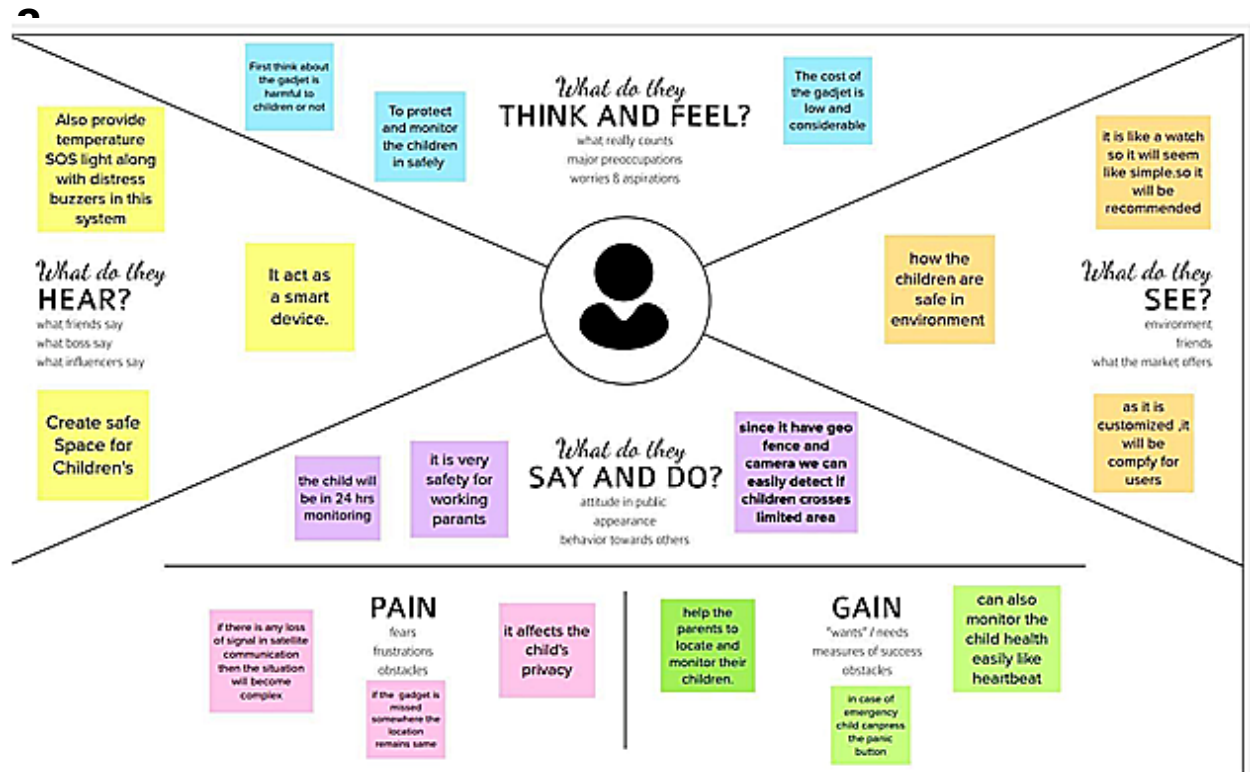 First think about
the gadjet is
harmful to
children or not
To protect
and monitor
the children
in safely
What do they
THINK AND FEEL?
what really counts
major preoccupations
worries & aspirations
The cost of
the gadjet is
low and
considerable
Also provide
temperature
SOS light along
with distress
buzzers in this
system
It act as
a smart
device.
What do they
HEAR?
what friends say
what boss say
what influencers say
Create safe
Space for
Children's
it is like a watch
so it will seem
like simple.so it
will be
recommended
how the
children are
safe in
environment
What do they
SEE?
environment
friends
what the market offers
as it is
customized ,it
will be
compfy for
users
the child will
be in 24 hrs
monitoring
it is very
safety for
working
parants
What do they
SAY AND DO?
attitude in public
appearance
behavior towards others
since it have geo
fence and
camera we can
easily detect if
children crosses
limited area
if there is any loss
of signal in satellite
communication
then the situation
will become
complex
PAIN
fears
frustrations
obstacles
if the gadget is
missed
somewhere the
location
remains same
it affects the
child's
privacy
help the
parents to
locate and
monitor their
children.
GAIN
"wants" / needs
measures of success
obstacles
in case of
emergency
child canpress
the panic
button
can also
monitor the
child health
easily like
heartbeat